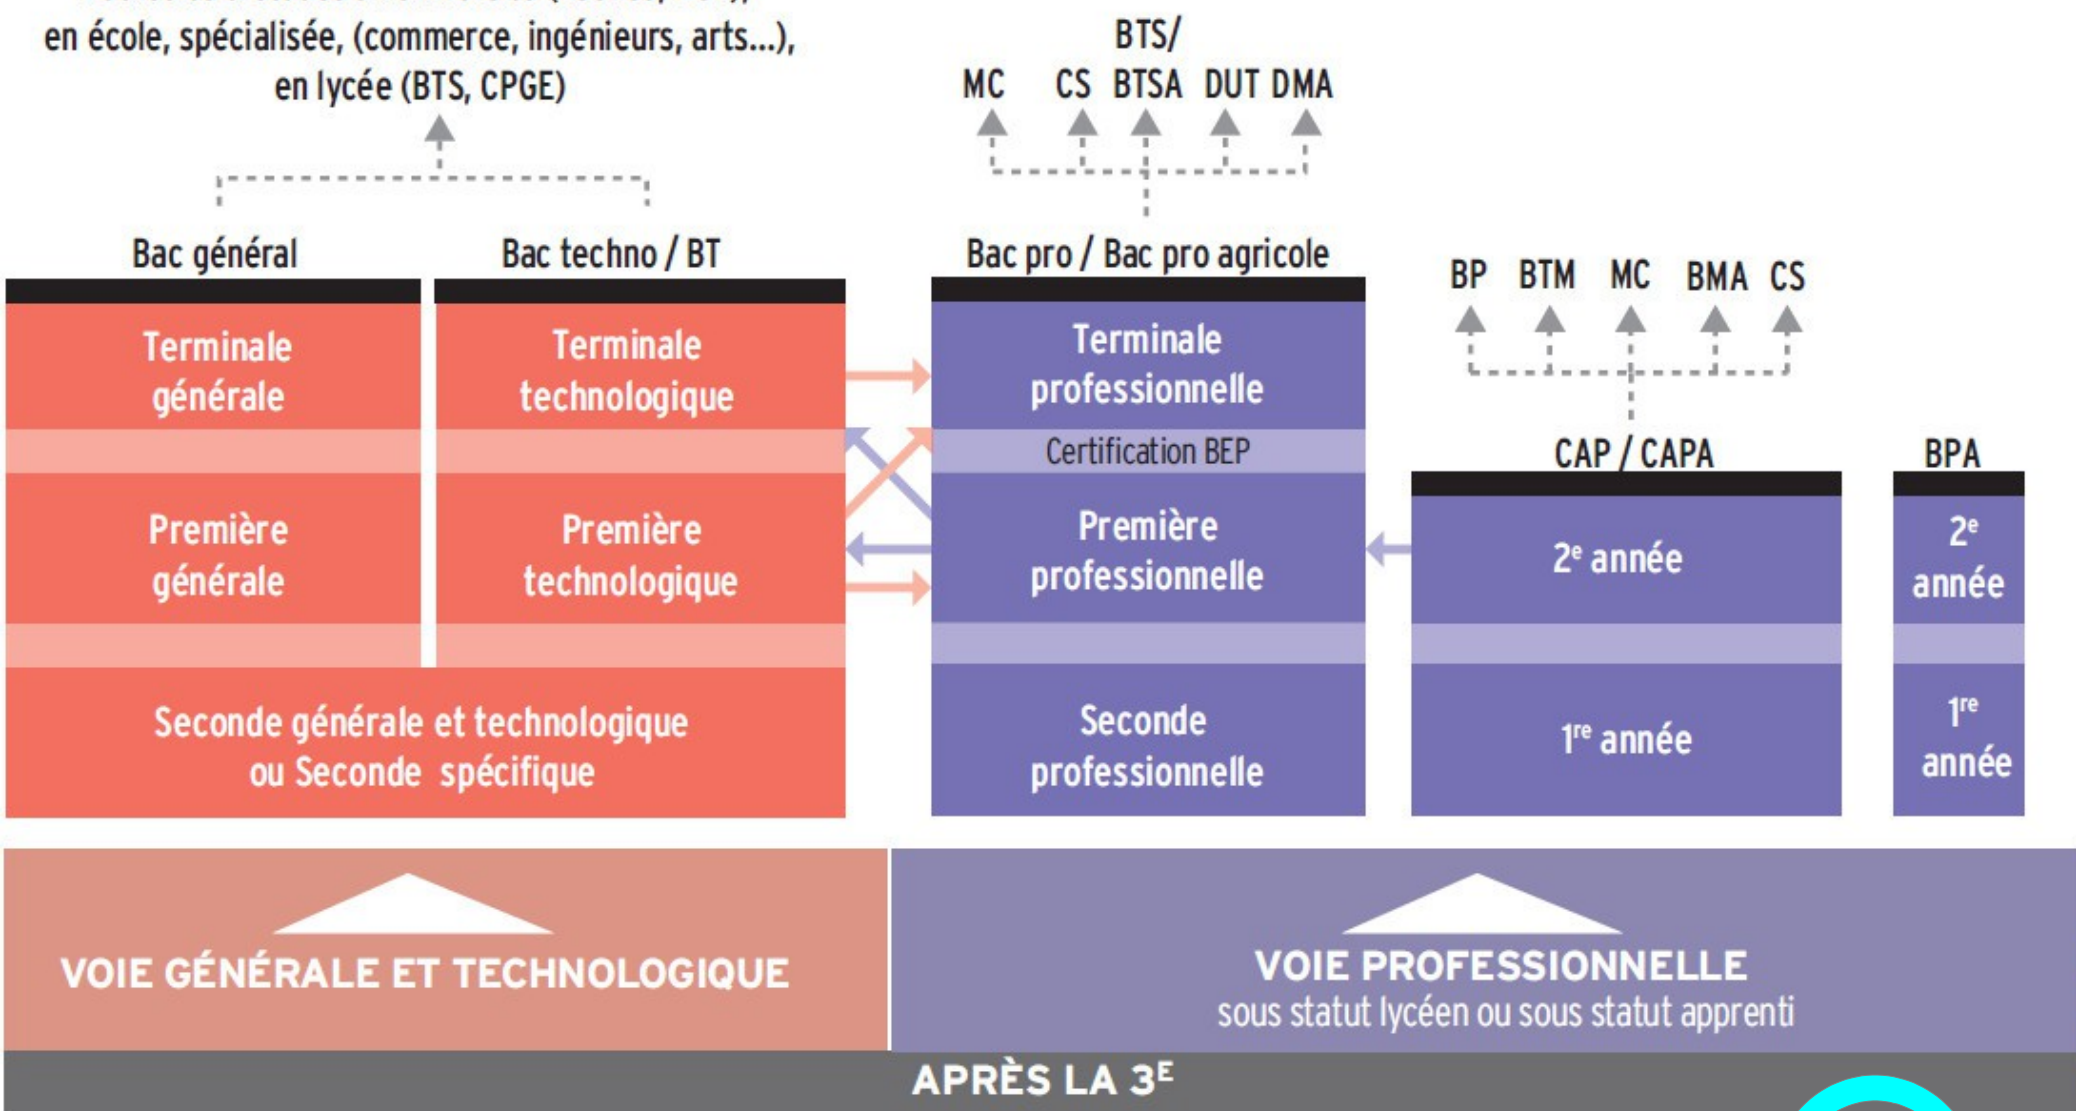 en école, spécialisée, (commerce, ingénieurs, arts...),
en lycée (BTS, CPGE)
BTS/
MC CS BTSA DUT DMA
Bac général
Bac techno / BT
Bac pro / Bac pro agricole
BP BTM MC BMA CS
Terminale
générale
Terminale
technologique
Terminale
professionnelle
Certification BEP
CAP / CAPA
BPA
Première
générale
Première
technologique
Première
professionnelle
2e année
2e
année
Seconde générale et technologique
ou Seconde spécifique
Seconde
professionnelle
1re année
1re
année
VOIE GÉNÉRALE ET TECHNOLOGIQUE
VOIE PROFESSIONNELLE
sous statut lycéen ou sous statut apprenti
APRÈS LA 3E